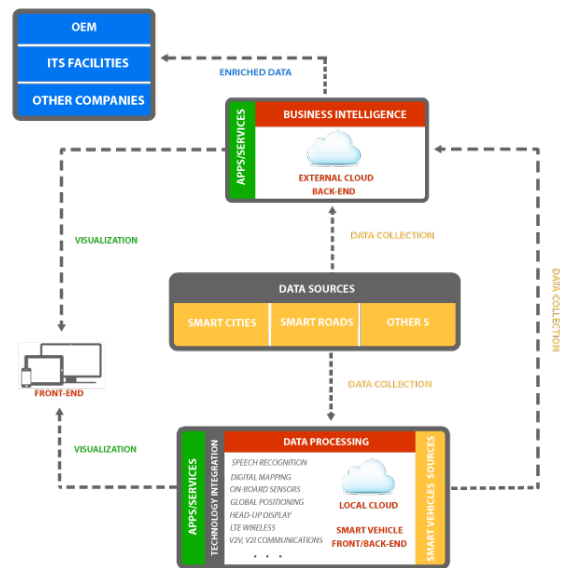 OEM
ITS FACILITIES
OTHER COMPANIES
ENRICHED DATA
APPS/SERVICES
BUSINESS INTELLIGENCE
EXTERNAL CLOUD
BACK-END
VISUALIZATION
DATA COLLECTION
DATA SOURCES
SMART CITIES
SMART ROADS
OTHER S
DATA COLLECTION
DATA COLLECTION
FRONT-END
VISUALIZATION
APPS/SERVICES
TECHNOLOGY INTEGRATION
DATA PROCESSING
SPEECH RECOGNITION
DIGITAL MAPPING
ON-BOARD SENSORS
GLOBAL POSITIONING
HEAD-UP DISPLAY
LTE WIRELESS
V2V, V2I COMMUNICATIONS
. . .
LOCAL CLOUD
SMART VEHICLE
FRONT/BACK-END
SMART VEHICLES SOURCES